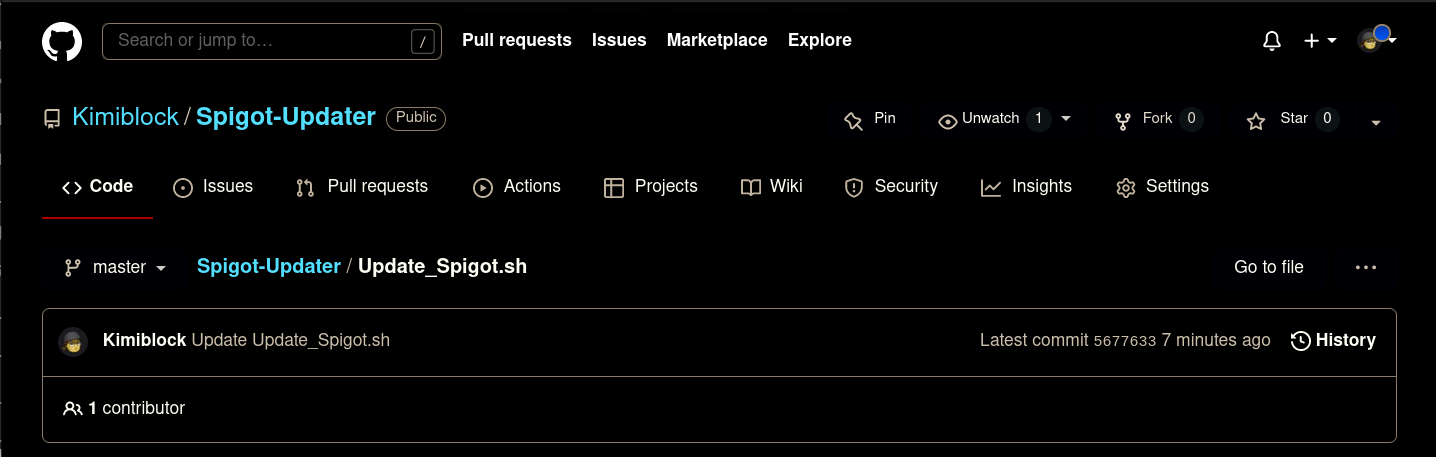 Search or jump to… / Pull requests Issues Marketplace Explore
Kimiblock / Spigot-Updater Public Pin Unwatch 1 Fork 0 Star 0
Code Issues Pull requests Actions Projects Wiki Security Insights Settings
master Spigot-Updater / Update_Spigot.sh Go to file ...
Kimiblock Update Update_Spigot.sh Latest commit 5677633 7 minutes ago History
1 contributor